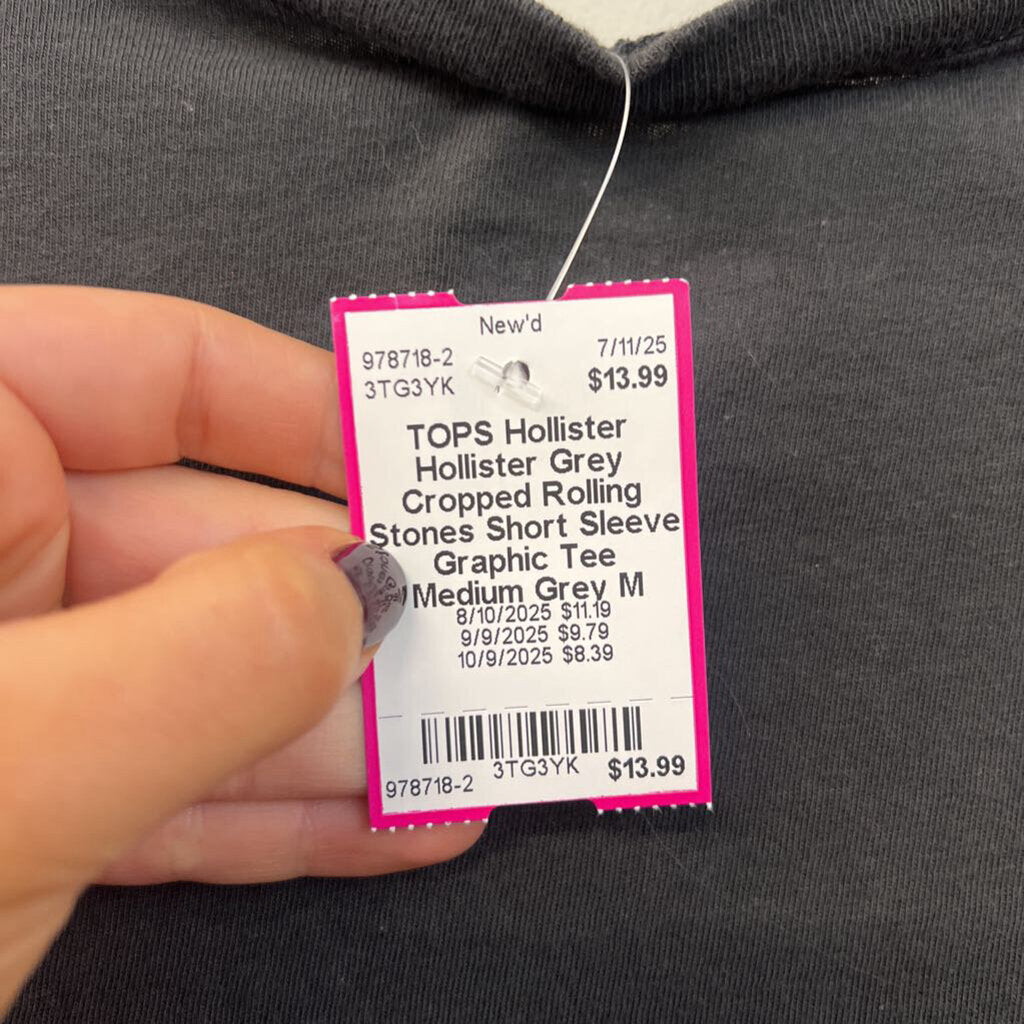 New'd
978718-2
7/11/25
3TG3YK
$13.99
TOPS Hollister
Hollister Grey
Cropped Rolling
Stones Short Sleeve
Graphic Tee
Medium Grey M
8/10/2025 $11.19
9/9/2025 $9.79
10/9/2025 $8.39
3TG3YK
978718-2
$13.99